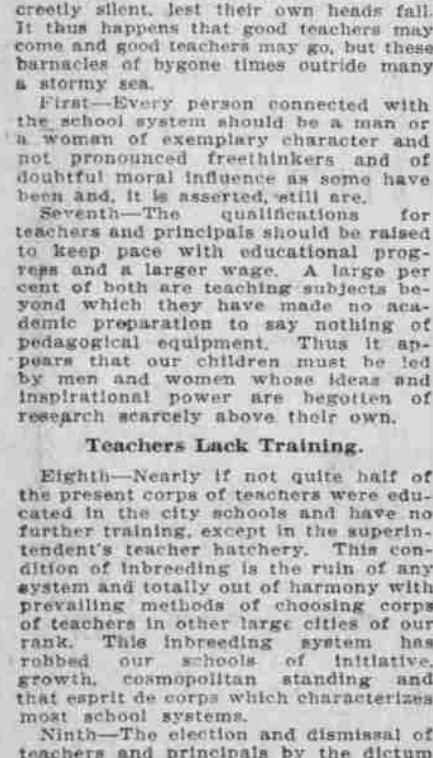 creetly silent, lest their own heads fall.
It thus happens that good teachers may
come and good teachers may go, but these
barnacles of bygone times outride many
a stormy sea.
First—Every person connected with
the school system should be a man or
a woman of exemplary character and
not pronounced freethinkers and of
doubtful moral influence as some have
been and, it is asserted, still are.
Seventh—The qualifications for
teachers and principals should be raised
to keep pace with educational prog-
ress and a larger wage. A large per
cent of both are teaching subjects be-
yond which they have made no aca-
demic preparation to say nothing of
pedagogical equipment. Thus it ap-
pears that our children must be led
by men and women whose ideas and
inspirational power are begotten of
research scarcely above their own.
Teachers Lack Training.
Eighth—Nearly if not quite half of
the present corps of teachers were edu-
cated in the city schools and have no
further training, except in the superin-
tendent's teacher hatchery. This con-
dition of inbreeding is the ruin of any
system and totally out of harmony with
prevailing methods of choosing corps
of teachers in other large cities of our
rank. This inbreeding system has
robbed our schools of initiative,
growth, cosmopolitan standing and
that esprit de corps which characterizes
most school systems.
Ninth—The election and dismissal of
teachers and principals by the dictum